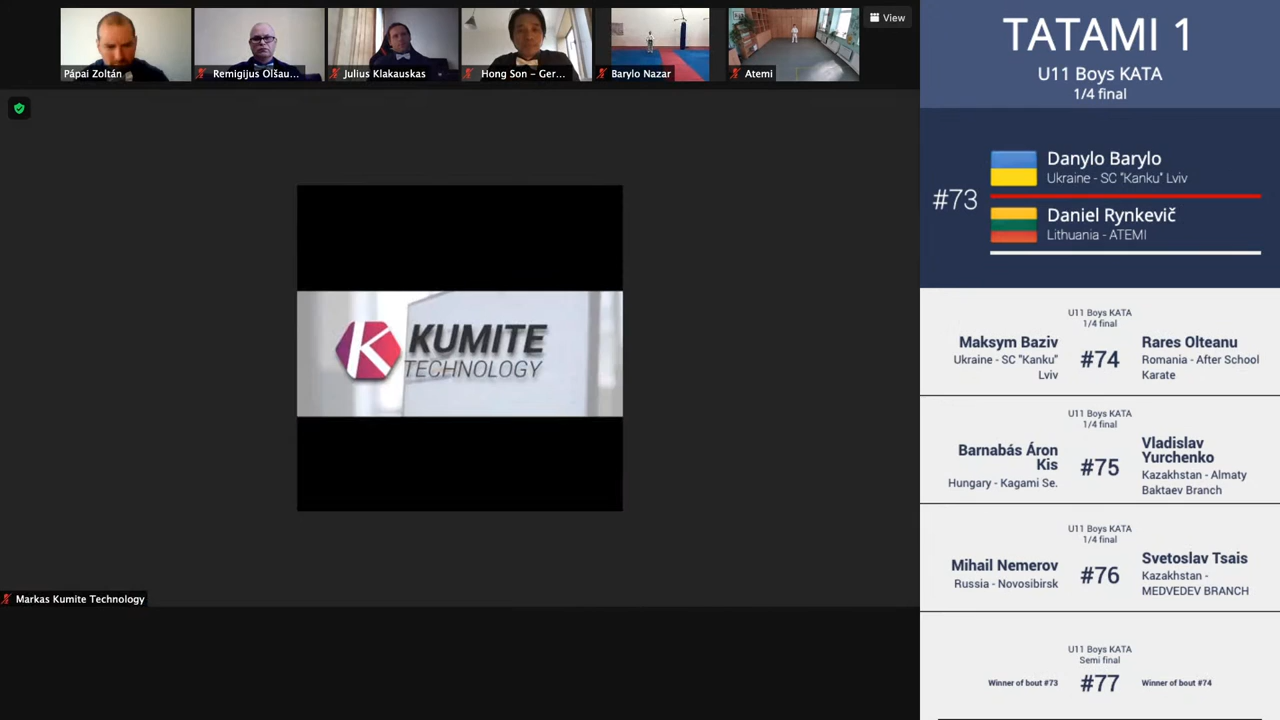 Pápai Zoltán
Remigijus Olšau...
Julius Klakauskas
Hong Son – Ger...
Barylo Nazar
Atemi
View
KUMITE
TECHNOLOGY
Markas Kumite Technology
TATAMI 1
U11 Boys KATA
1/4 final
#73
Danylo Barylo
Ukraine - SC "Kanku" Lviv
Daniel Rynkevič
Lithuania - ATEMI
U11 Boys KATA
1/4 final
Maksym Baziv
Ukraine - SC "Kanku"
Lviv
#74
Rares Olteanu
Romania - After School
Karate
U11 Boys KATA
1/4 final
Barnabás Áron
Kis
Hungary - Kagami Se.
#75
Vladislav
Yurchenko
Kazakhstan - Almaty
Baktaev Branch
U11 Boys KATA
1/4 final
Mihail Nemerov
Russia - Novosibirsk
#76
Svetoslav Tsais
Kazakhstan -
MEDVEDEV BRANCH
U11 Boys KATA
Semi final
Winner of bout #73
#77
Winner of bout #74